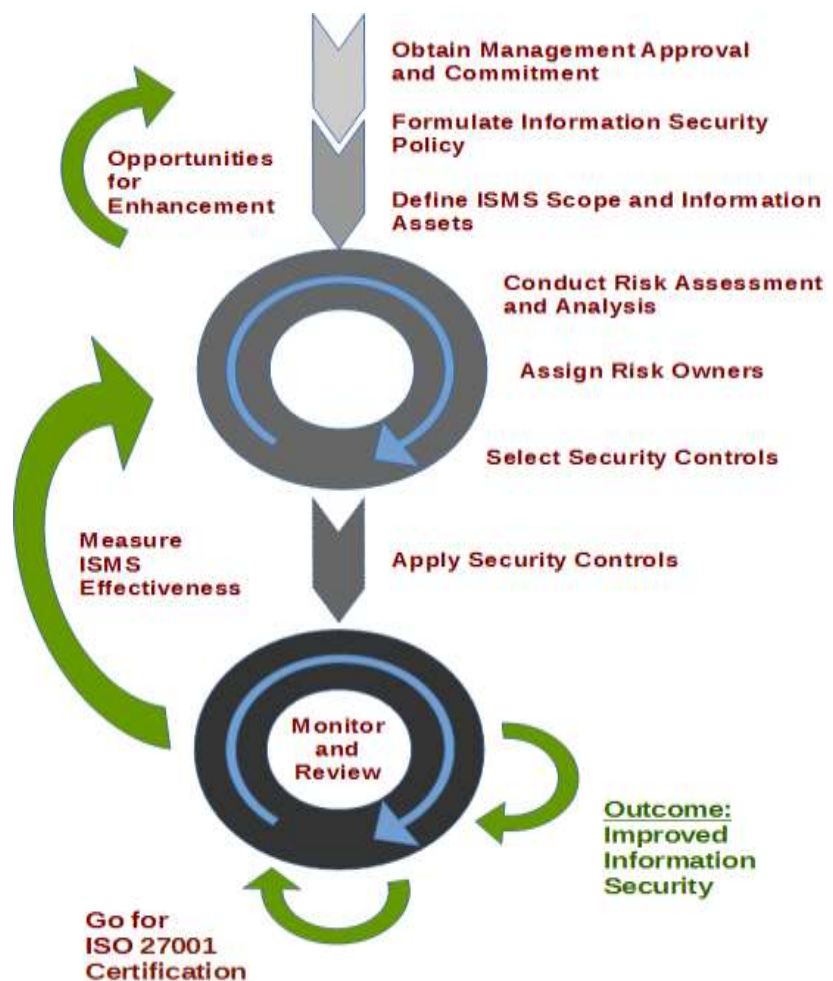 Obtain Management Approval
and Commitment
Formulate Information Security
Policy
Opportunities
for
Enhancement
Define ISMS Scope and Information
Assets
Conduct Risk Assessment
and Analysis
Assign Risk Owners
Select Security Controls
Measure
ISMS
Effectiveness
Apply Security Controls
Monitor
and
Review
Outcome:
Improved
Information
Security
Go for
ISO 27001
Certification